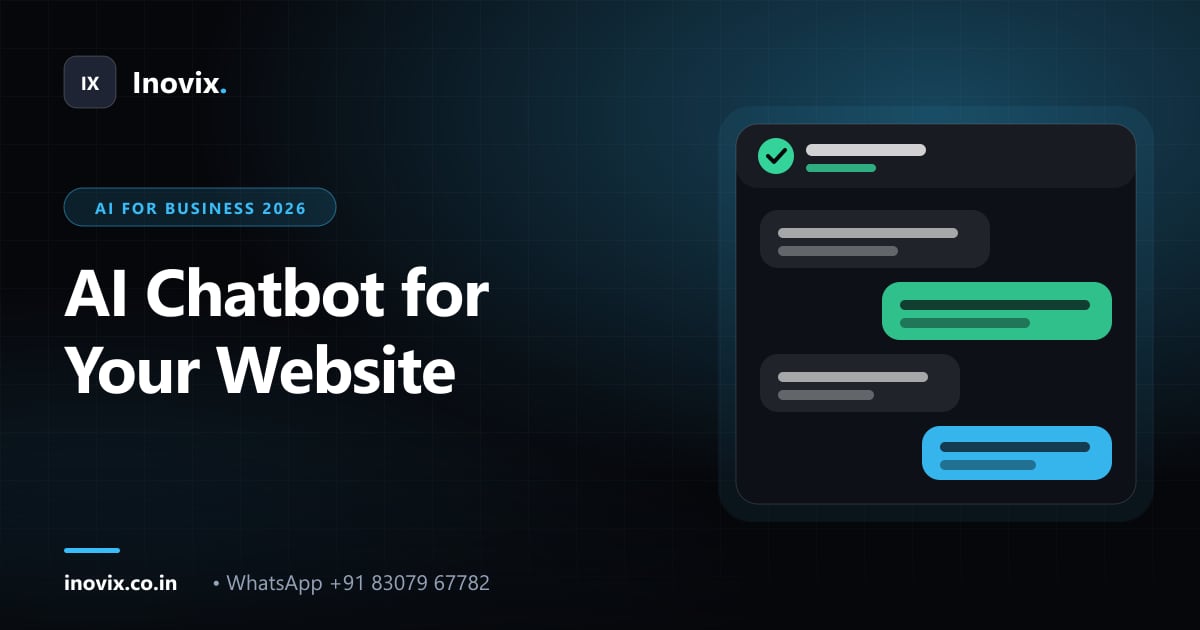 IX
Inovix.
AI FOR BUSINESS 2026
AI Chatbot for
Your Website
inovix.co.in • WhatsApp +91 83079 67782